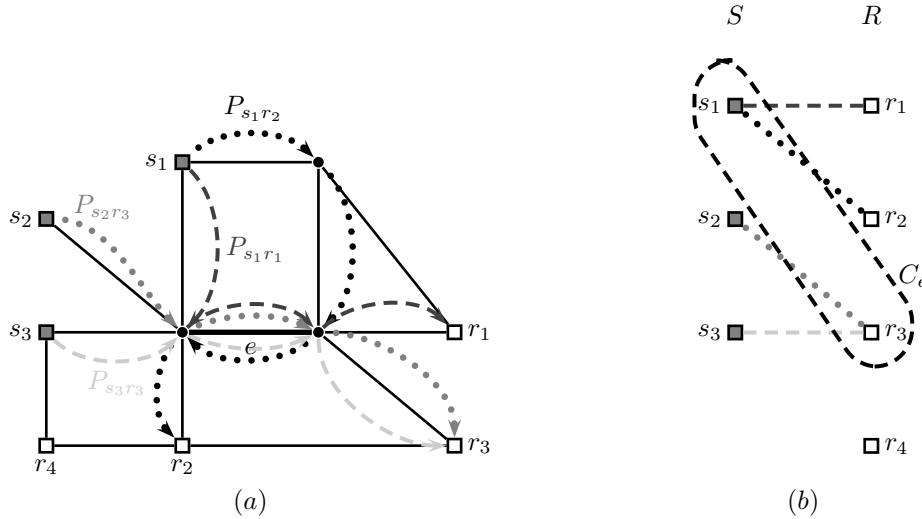 S R
P_{s_1 r_2}
s_1 s_1 r_1
P_{s_2 r_3}
s_2 s_2 r_2
P_{s_1 r_1}
C_e
s_3 e r_1 s_3 r_3
P_{s_3 r_3}
r_4 r_2 r_3 r_4
(a) (b)